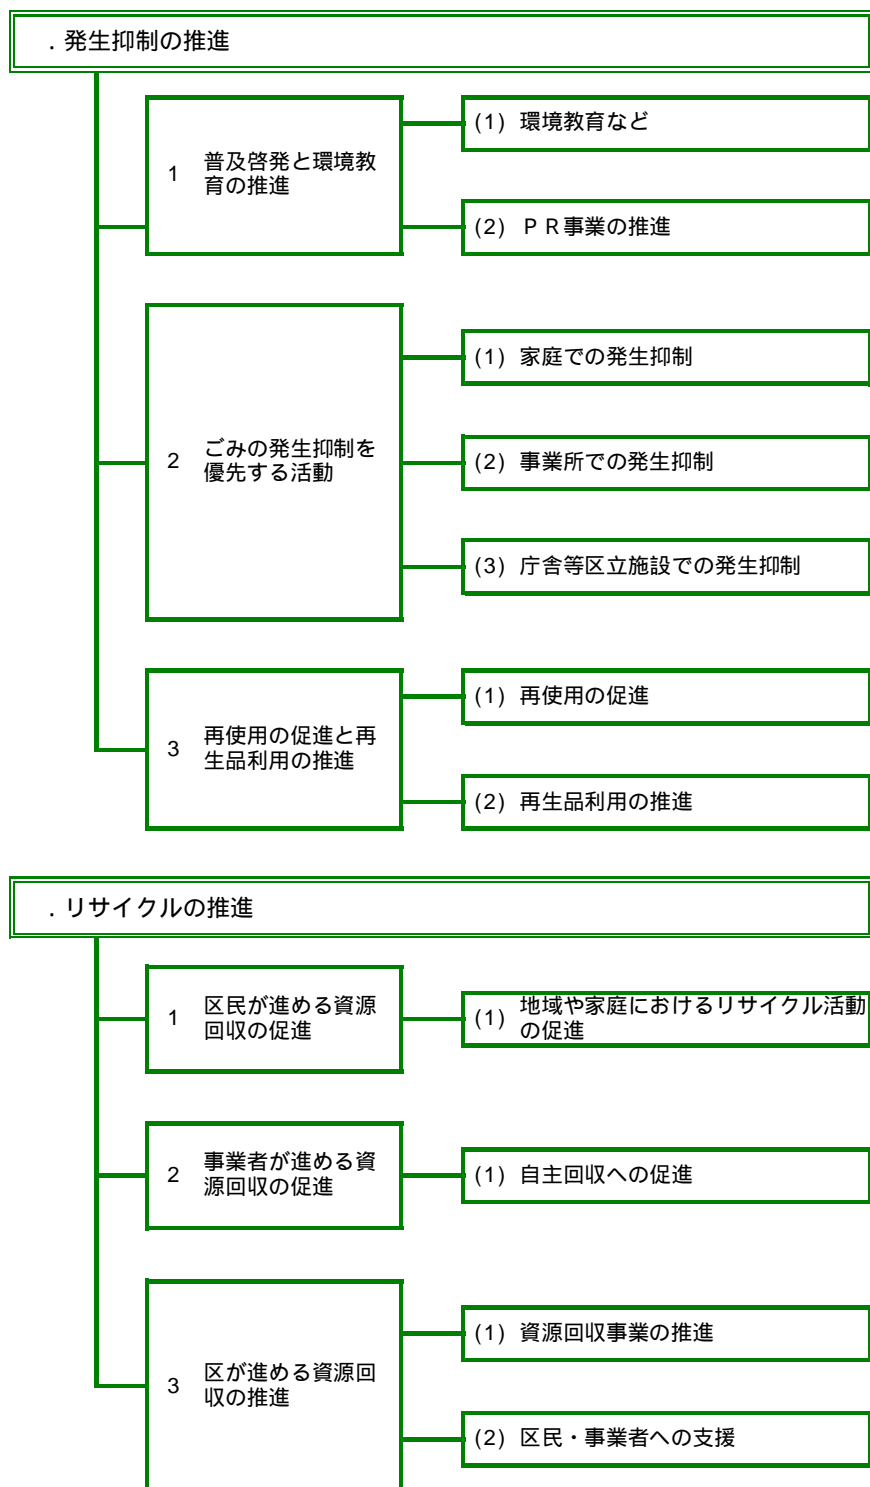 . 発生抑制の推進
1 普及啓発と環境教
育の推進
(1) 環境教育など
(2) PR事業の推進
2 ごみの発生抑制を
優先する活動
(1) 家庭での発生抑制
(2) 事業所での発生抑制
(3) 庁舎等区立施設での発生抑制
3 再使用の促進と再
生品利用の推進
(1) 再使用の促進
(2) 再生品利用の推進
. リサイクルの推進
1 区民が進める資源
回収の促進
(1) 地域や家庭におけるリサイクル活動
の促進
2 事業者が進める資
源回収の促進
(1) 自主回収への促進
3 区が進める資源回
収の推進
(1) 資源回収事業の推進
(2) 区民・事業者への支援